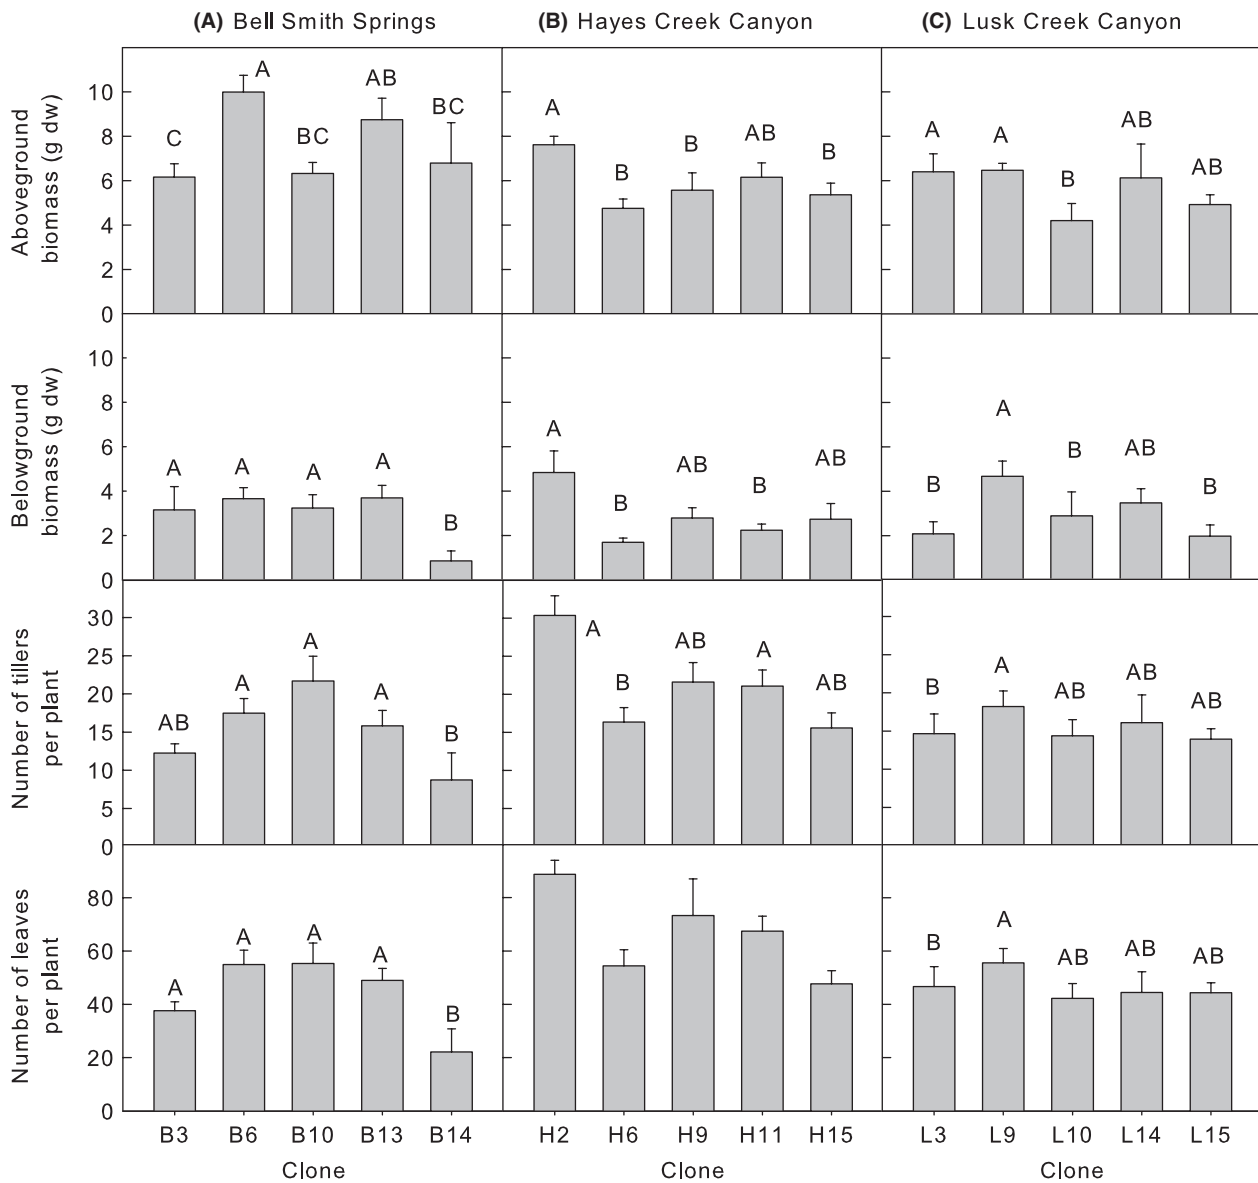 (A) Bell Smith Springs (B) Hayes Creek Canyon (C) Lusk Creek Canyon
Aboveground
biomass (g dw)
10
8
6
4
2
0
C A BC AB BC
A B B AB B
A A B AB AB
Belowground
biomass (g dw)
10
8
6
4
2
0
A A A A B
A B AB B AB
B A B AB B
Number of tillers
per plant
30
25
20
15
10
5
0
AB A A A B
A B AB A AB
B A AB AB AB
Number of leaves
per plant
80
60
40
20
0
A A A A B
B A AB AB AB
B3 B6 B10 B13 B14 H2 H6 H9 H11 H15 L3 L9 L10 L14 L15
Clone Clone Clone